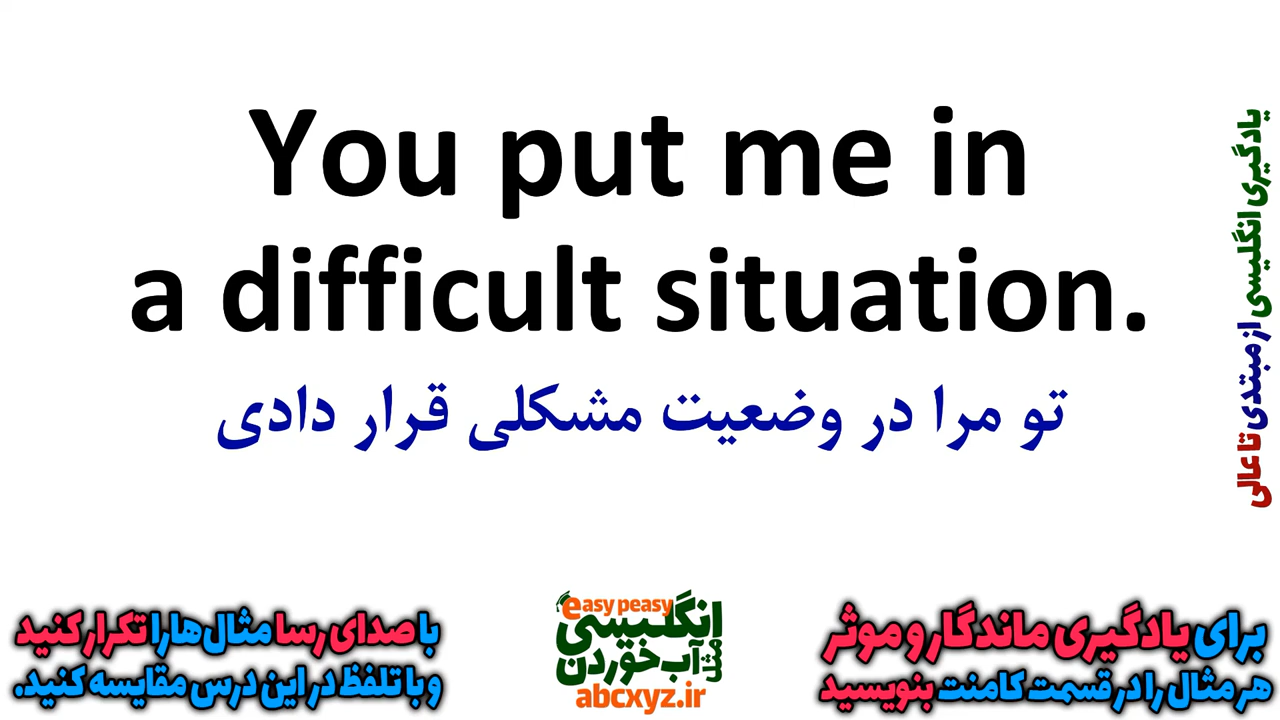 You put me in
a difficult situation.
تو مرا در وضعیت مشکلی قرار دادی
یادگیری انگلیسی از مبتدی تا عالی
با صدای رسا مثال‌ها را تکرار کنید
و با تلفظ در این درس مقایسه کنید.
easy peasy
انگلیسی
مثل
آب خوردن
abcxyz.ir
برای یادگیری ماندگار و موثر
هر مثال را در قسمت کامنت بنویسید